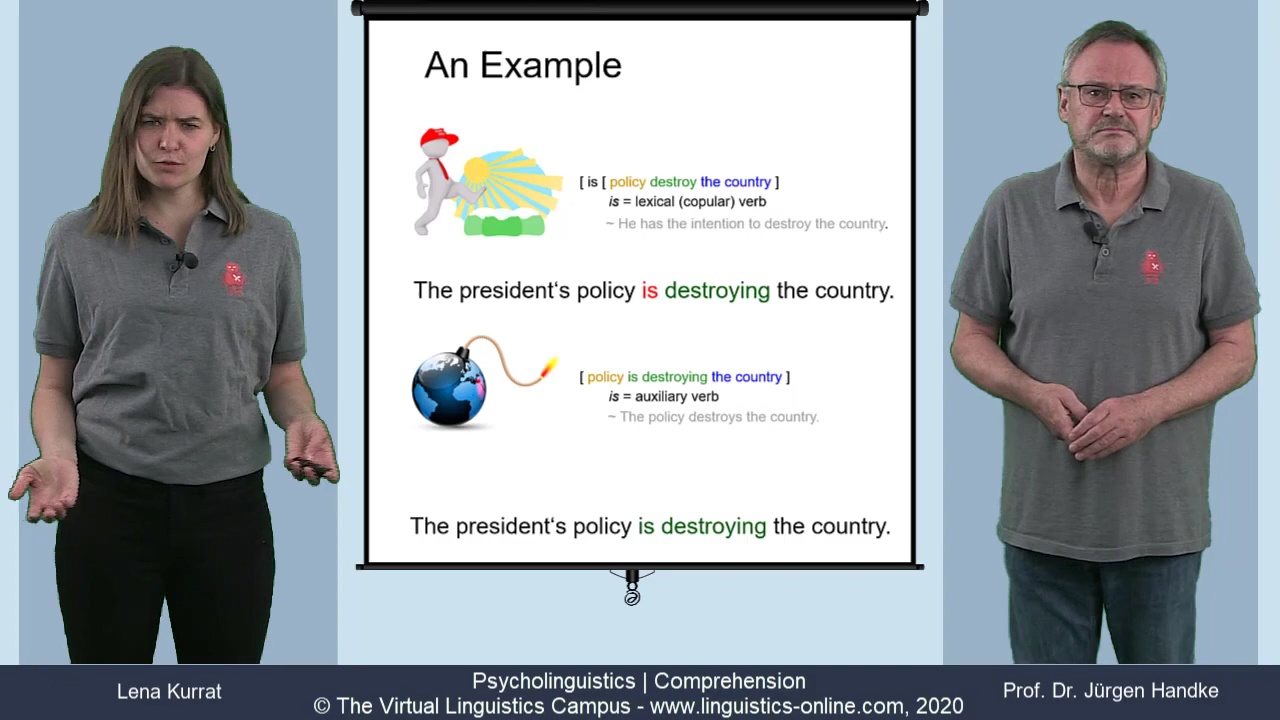 An Example
[ is [ policy destroy the country ]
is = lexical (copular) verb
~ He has the intention to destroy the country.
The president‘s policy is destroying the country.
[ policy is destroying the country ]
is = auxiliary verb
~ The policy destroys the country.
The president‘s policy is destroying the country.
Lena Kurrat
Psycholinguistics | Comprehension
© The Virtual Linguistics Campus - www.linguistics-online.com, 2020
Prof. Dr. Jürgen Handke